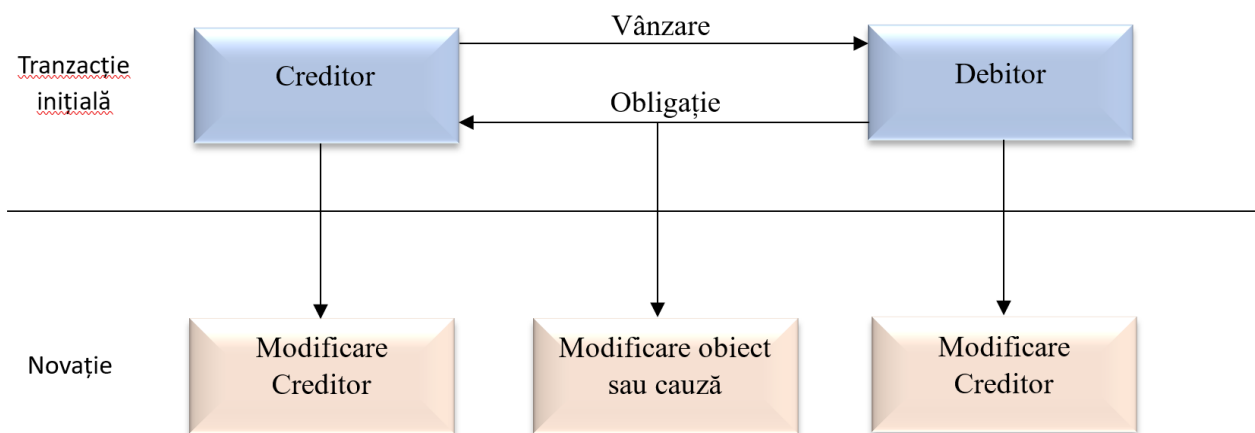 Vânzare
Tranzacție
inițială
Creditor
Debitor
Obligație
Novație
Modificare
Creditor
Modificare obiect
sau cauză
Modificare
Creditor